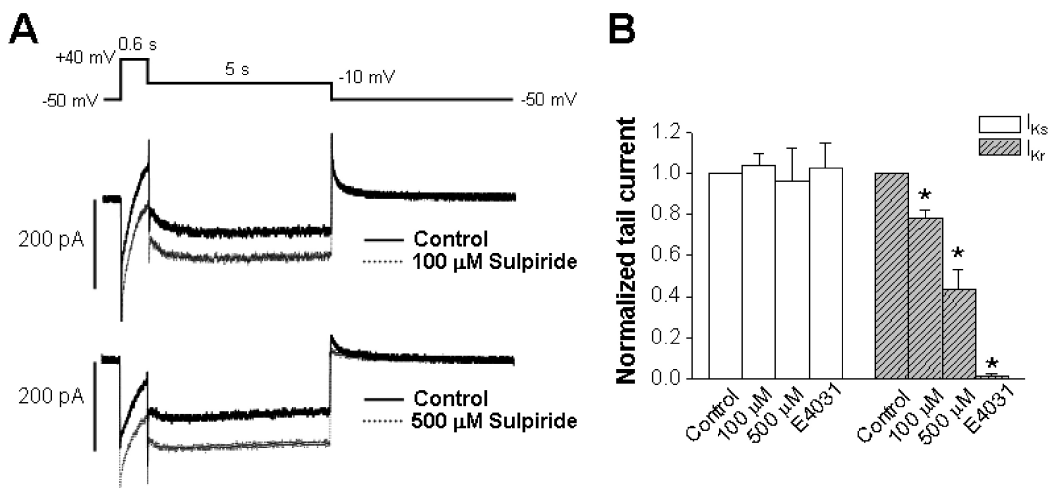 A
0.6 s
+40 mV
5 s
-10 mV
-50 mV
-50 mV
200 pA
Control
100 µM Sulpiride
200 pA
Control
500 µM Sulpiride
B
IKs
IKr
Normalized tail current
1.2
1.0
0.8
0.6
0.4
0.2
0.0
*
*
*
Control
100 µM
500 µM
E4031
Control
100 µM
500 µM
E4031